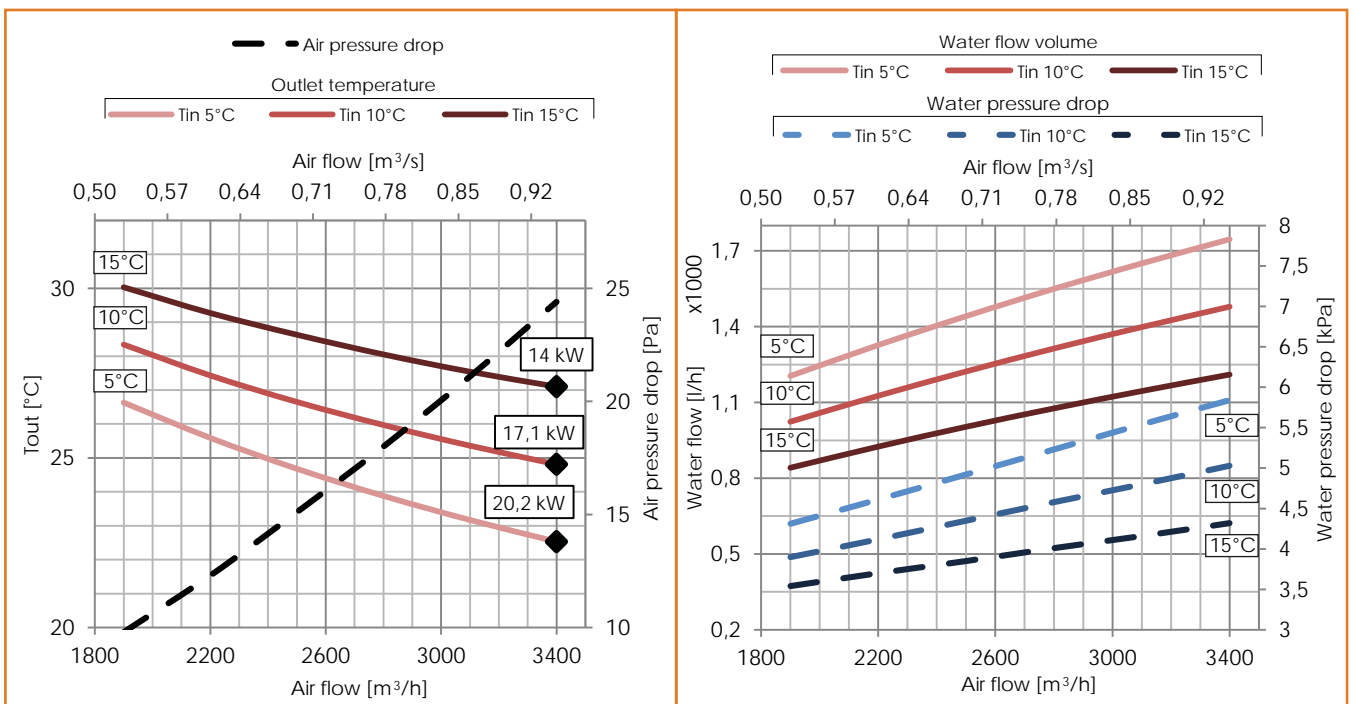 Air pressure drop
Outlet temperature
Tin 5°C Tin 10°C Tin 15°C
Air flow [m³/s]
0,50 0,57 0,64 0,71 0,78 0,85 0,92
15°C
30
25
10°C
14 kW
5°C
20
17,1 kW
25
20,2 kW
15
20
10
Tout [°C]
Air pressure drop [Pa]
1800 2200 2600 3000 3400
Air flow [m³/h]
Water flow volume
Tin 5°C Tin 10°C Tin 15°C
Water pressure drop
Tin 5°C Tin 10°C Tin 15°C
Air flow [m³/s]
0,50 0,57 0,64 0,71 0,78 0,85 0,92
8
1,7
7,5
x1000
7
1,4
6,5
5°C
6
10°C
1,1
5,5
5°C
15°C
5
0,8
10°C
4,5
15°C
4
0,5
3,5
0,2
3
Water flow [l/h]
Water pressure drop [kPa]
1800 2200 2600 3000 3400
Air flow [m³/h]